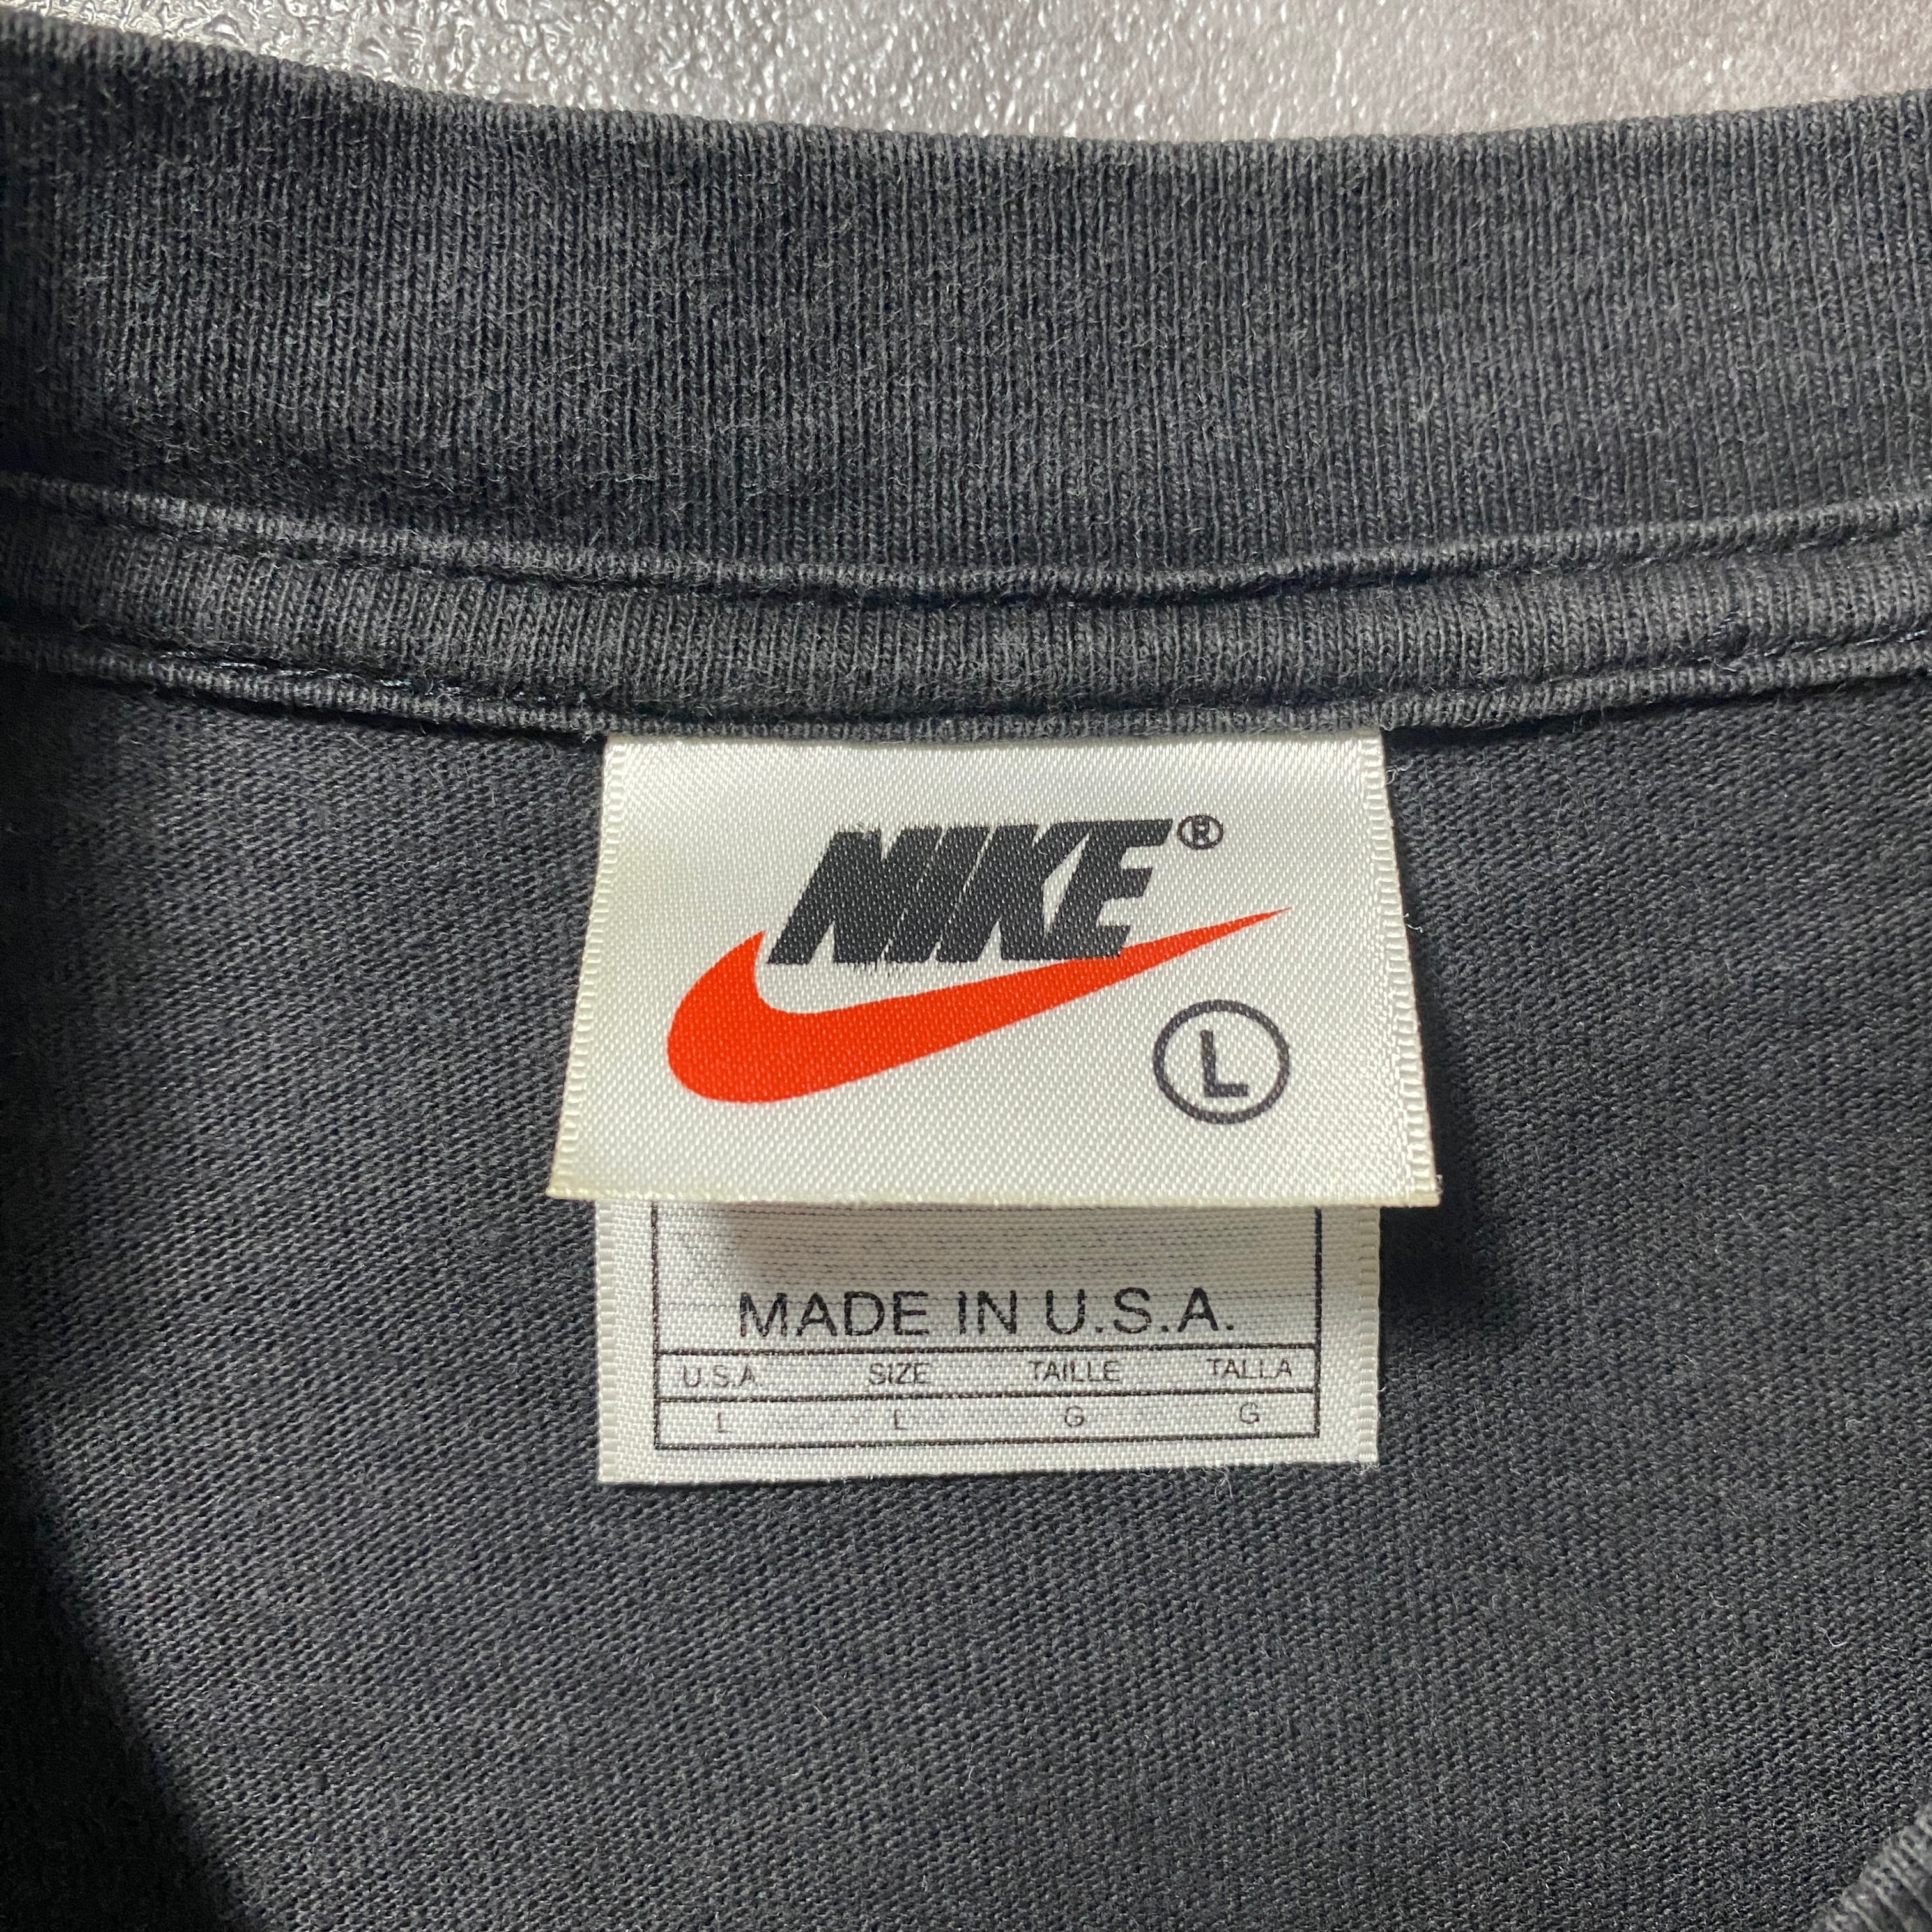 NIKE®
L
MADE IN U.S.A.
U.S.A SIZE TAILLE TALLA
L L G G